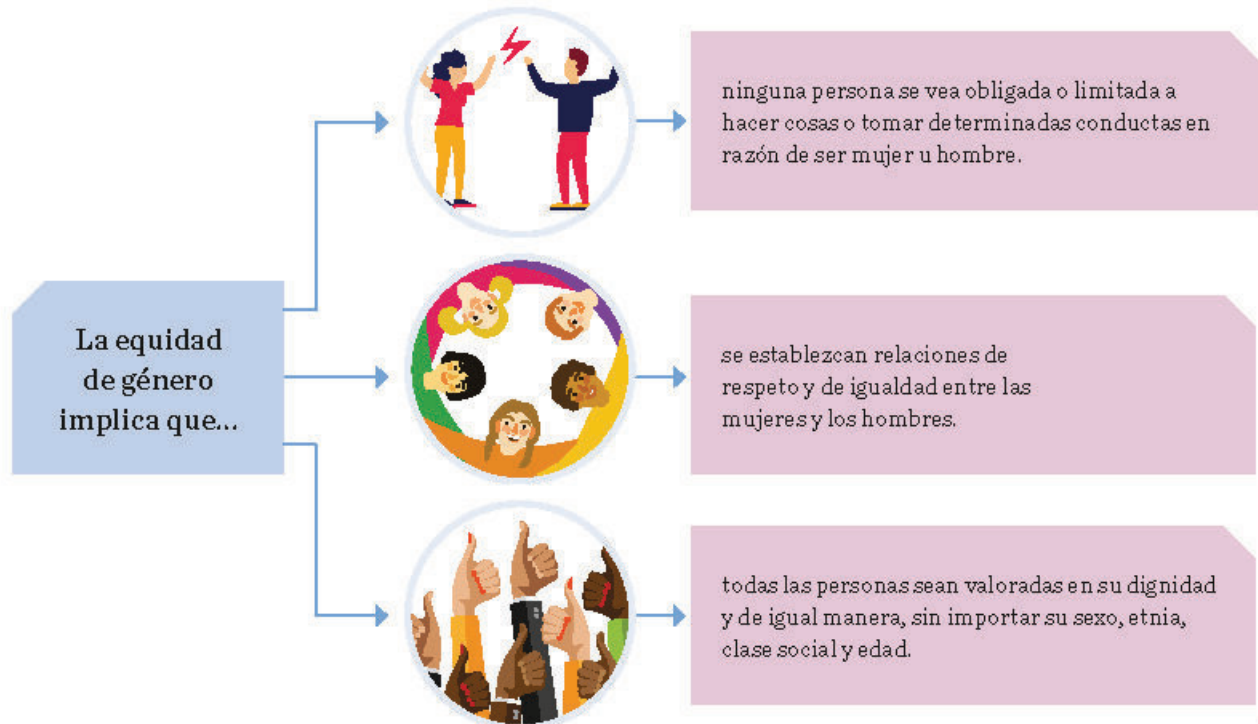 La equidad
de género
implica que...
ninguna persona se vea obligada o limitada a
hacer cosas o tomar determinadas conductas en
razón de ser mujer u hombre.
se establezcan relaciones de
respeto y de igualdad entre las
mujeres y los hombres.
todas las personas sean valoradas en su dignidad
y de igual manera, sin importar su sexo, etnia,
clase social y edad.